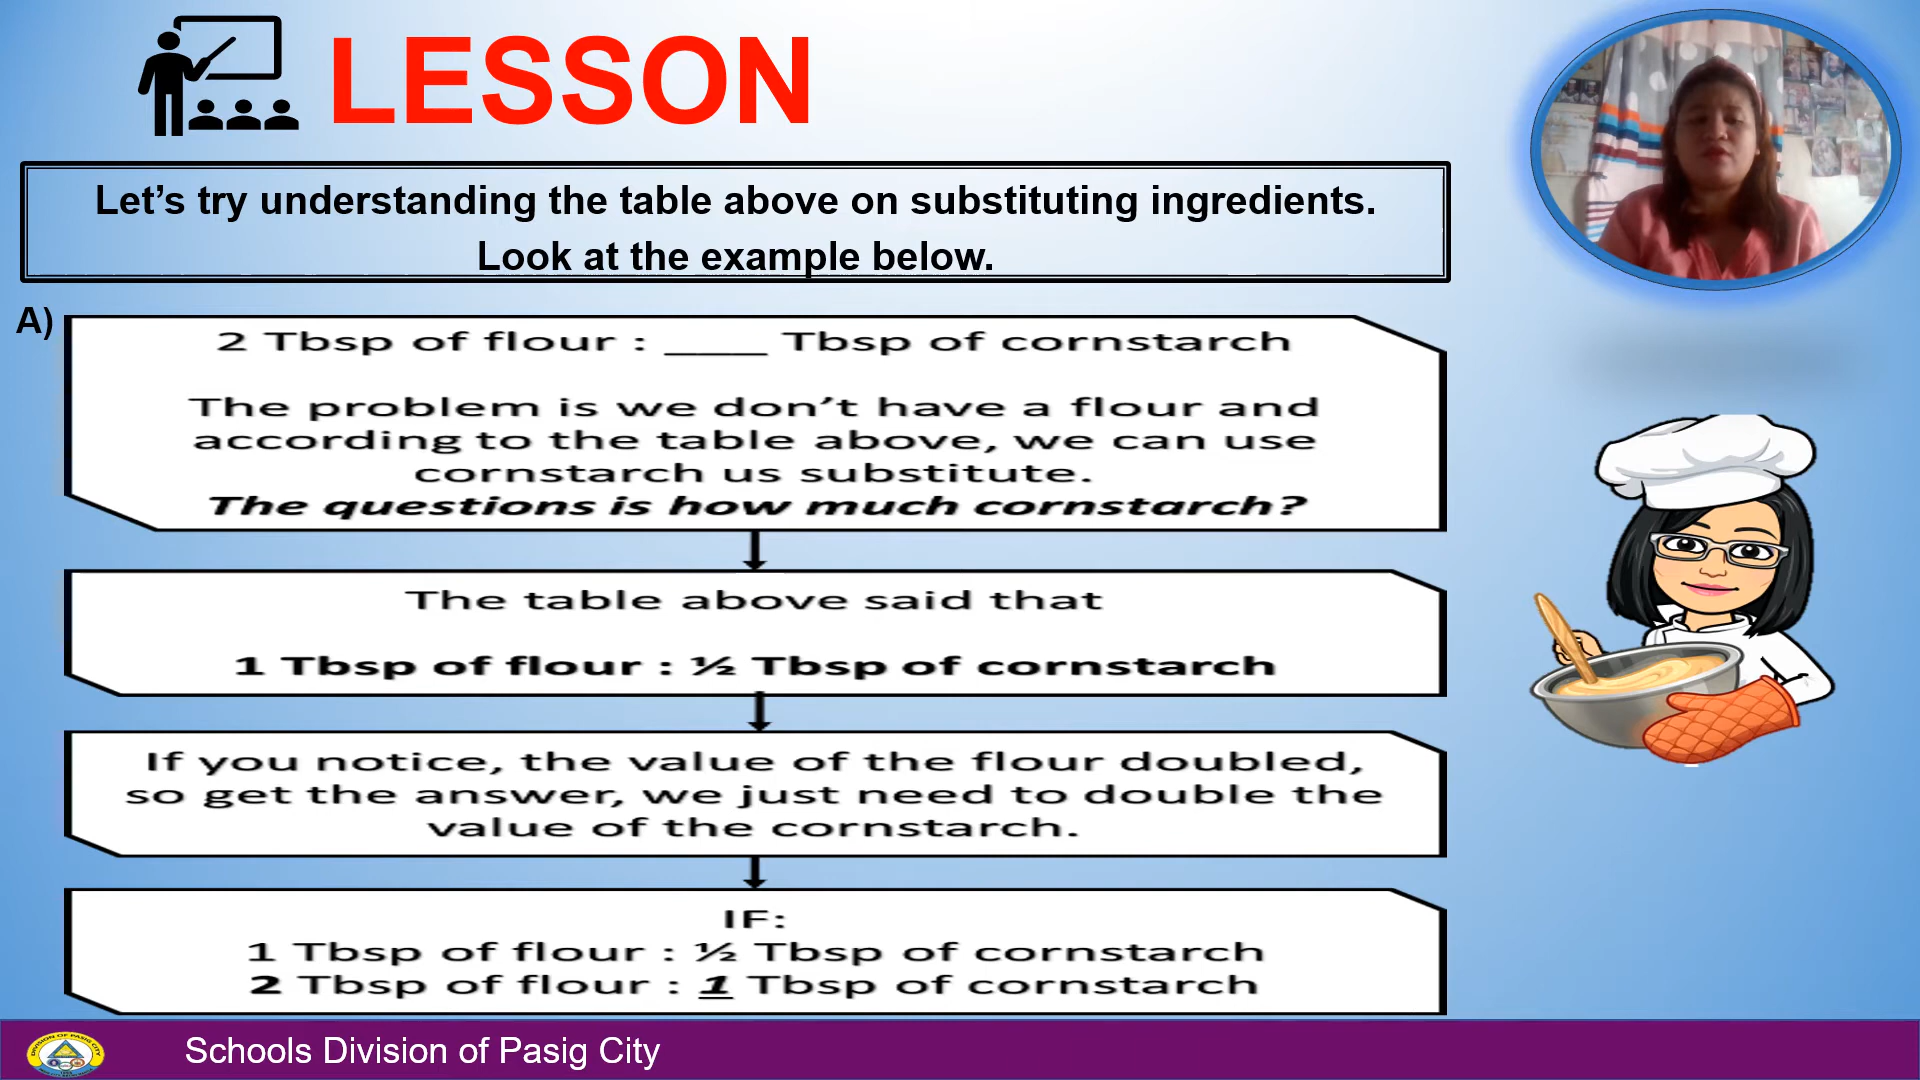 LESSON
Let's try understanding the table above on substituting ingredients.
Look at the example below.
A)
2 Tbsp of flour : ____ Tbsp of cornstarch
The problem is we don't have a flour and
according to the table above, we can use
cornstarch us substitute.
The questions is how much cornstarch?
The table above said that
1 Tbsp of flour : ½ Tbsp of cornstarch
If you notice, the value of the flour doubled,
so get the answer, we just need to double the
value of the cornstarch.
IF:
1 Tbsp of flour : ½ Tbsp of cornstarch
2 Tbsp of flour : 1 Tbsp of cornstarch
DIVISION OF PASIG CITY
Schools Division of Pasig City